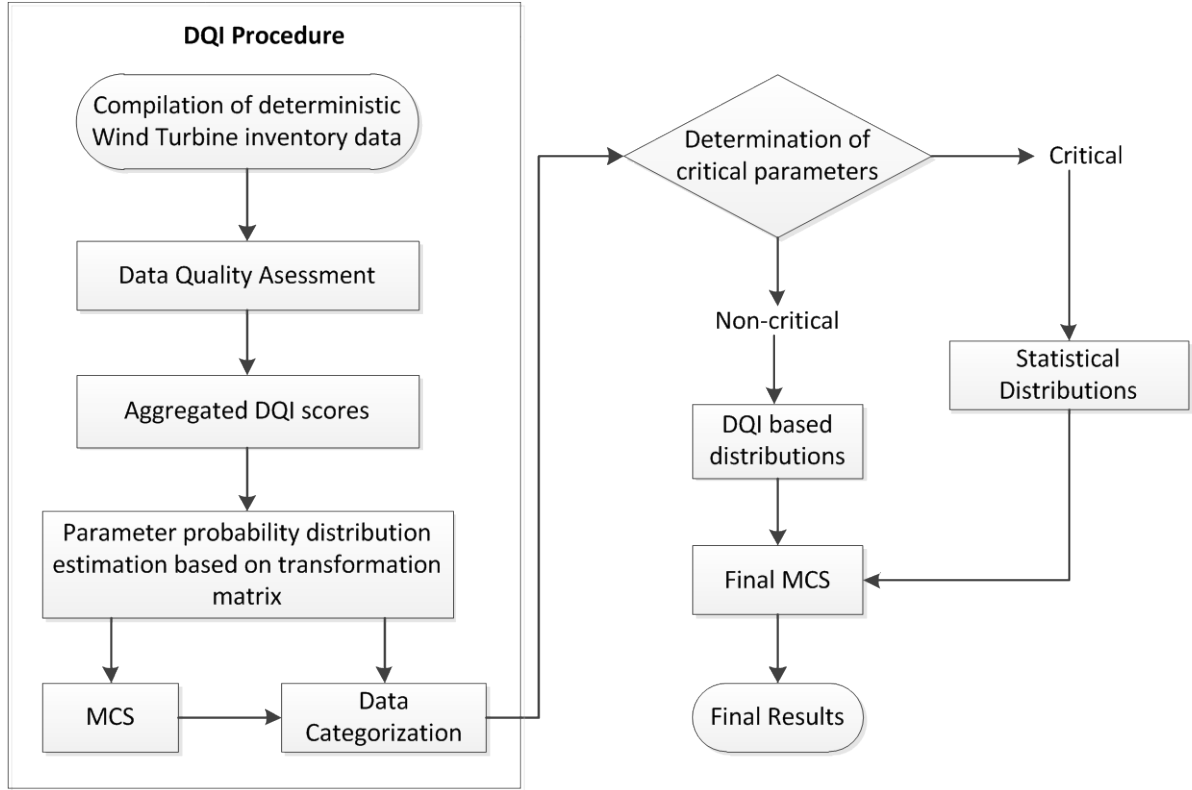 DQI Procedure
Compilation of deterministic
Wind Turbine inventory data
Data Quality Asessment
Aggregated DQI scores
Parameter probability distribution
estimation based on transformation
matrix
MCS
Data
Categorization
Determination of
critical parameters
Critical
Non-critical
Statistical
Distributions
DQI based
distributions
Final MCS
Final Results